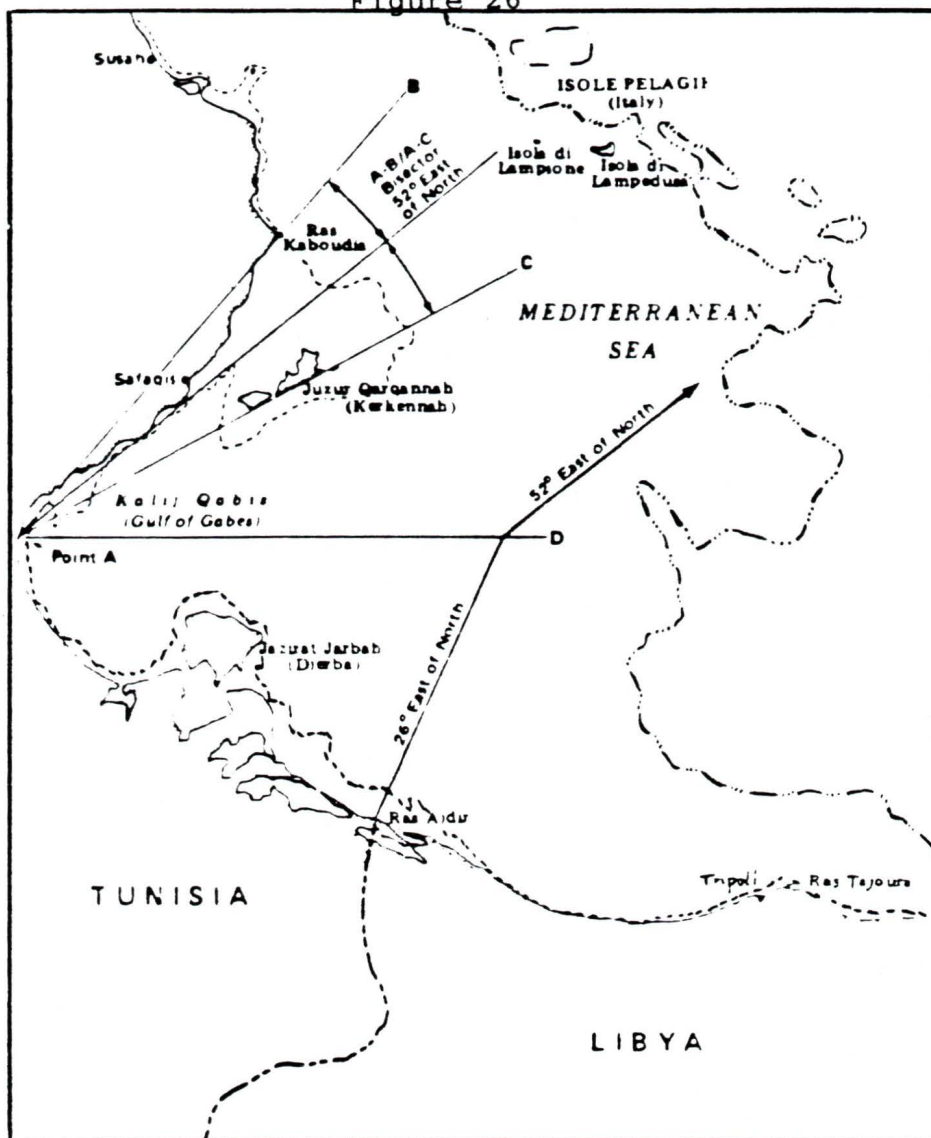 Figure 26
Susah
B
ISOLE PELAGIE
(Italy)
A-B/A-C
Bisector
52° East
of North
Isola di
Lampione
Isola di
Lampedusa
Ras
Kaboudia
C
MEDITERRANEAN
SEA
Safaqis
Juzur Qarqannah
(Kerkennah)
52° East of North
Kalij Qabis
(Gulf of Gabes)
D
Point A
Jazirat Jarbah
(Djerba)
26° East of North
Ras Ajdir
TUNISIA
Tripoli
Ras Tajoura
LIBYA